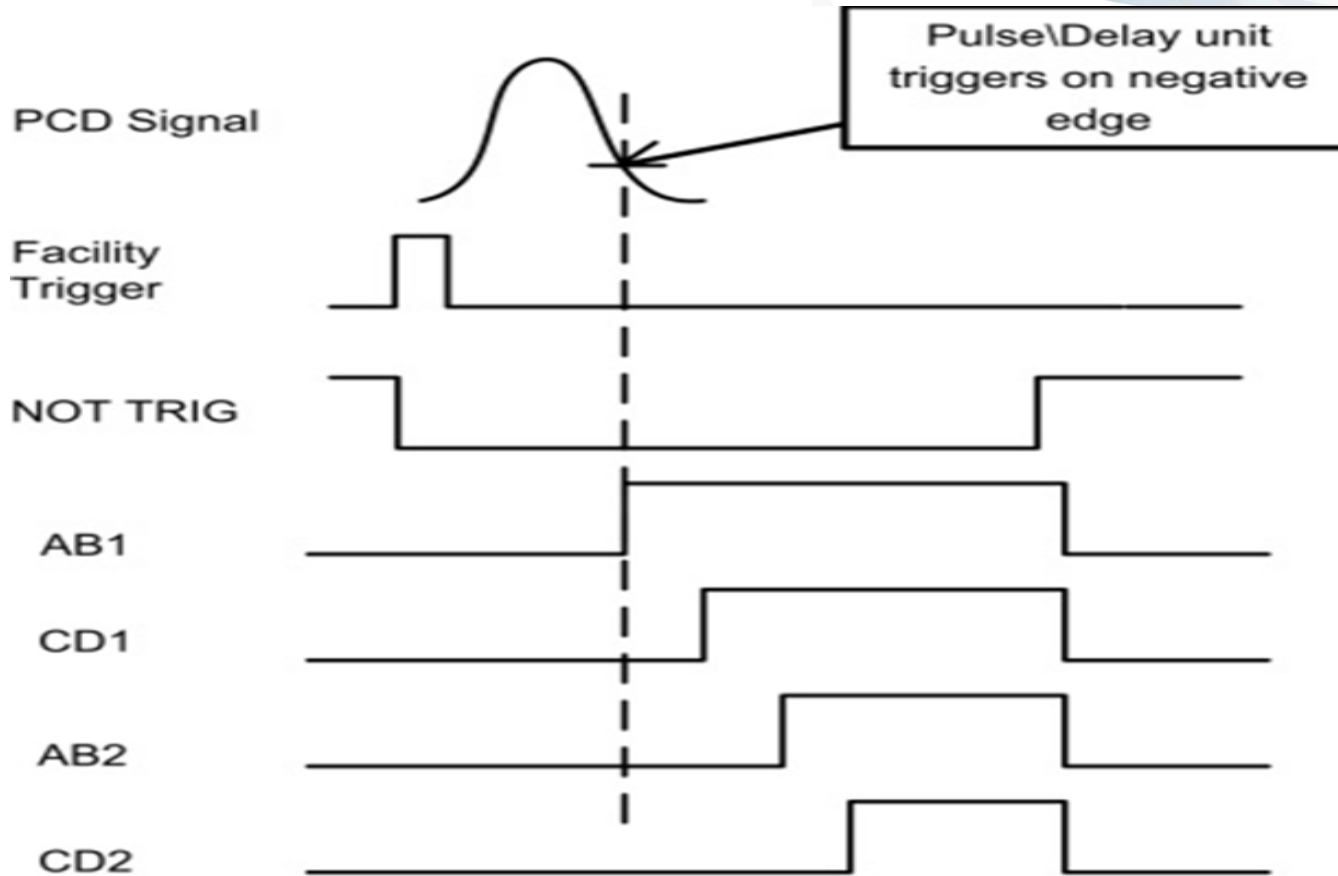 Pulse\Delay unit
triggers on negative
edge
PCD Signal
Facility
Trigger
NOT TRIG
AB1
CD1
AB2
CD2